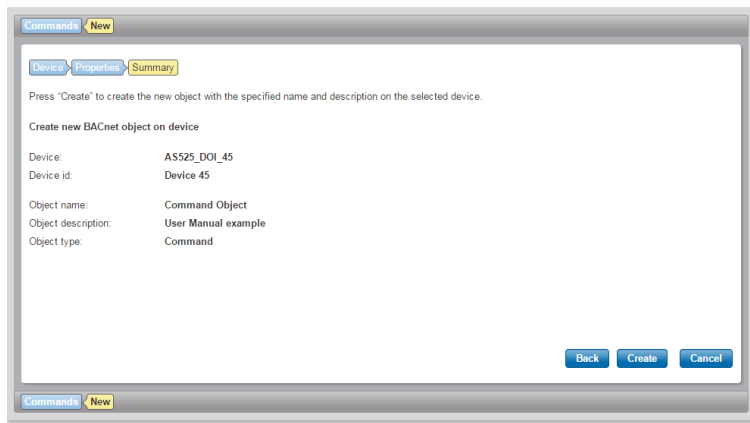 Commands New
Device Properties Summary
Press "Create" to create the new object with the specified name and description on the selected device.
Create new BACnet object on device
Device: AS525_DOI_45
Device id: Device 45
Object name: Command Object
Object description: User Manual example
Object type: Command
Back Create Cancel
Commands New